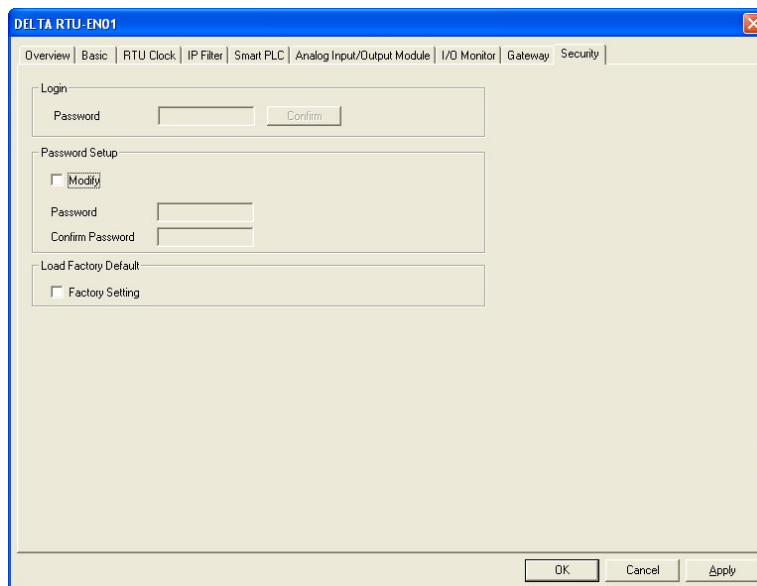 DELTA RTU-EN01
Overview Basic RTU Clock IP Filter Smart PLC Analog Input/Output Module I/O Monitor Gateway Security
Login
Password Confirm
Password Setup
Modify
Password
Confirm Password
Load Factory Default
Factory Setting
OK Cancel Apply